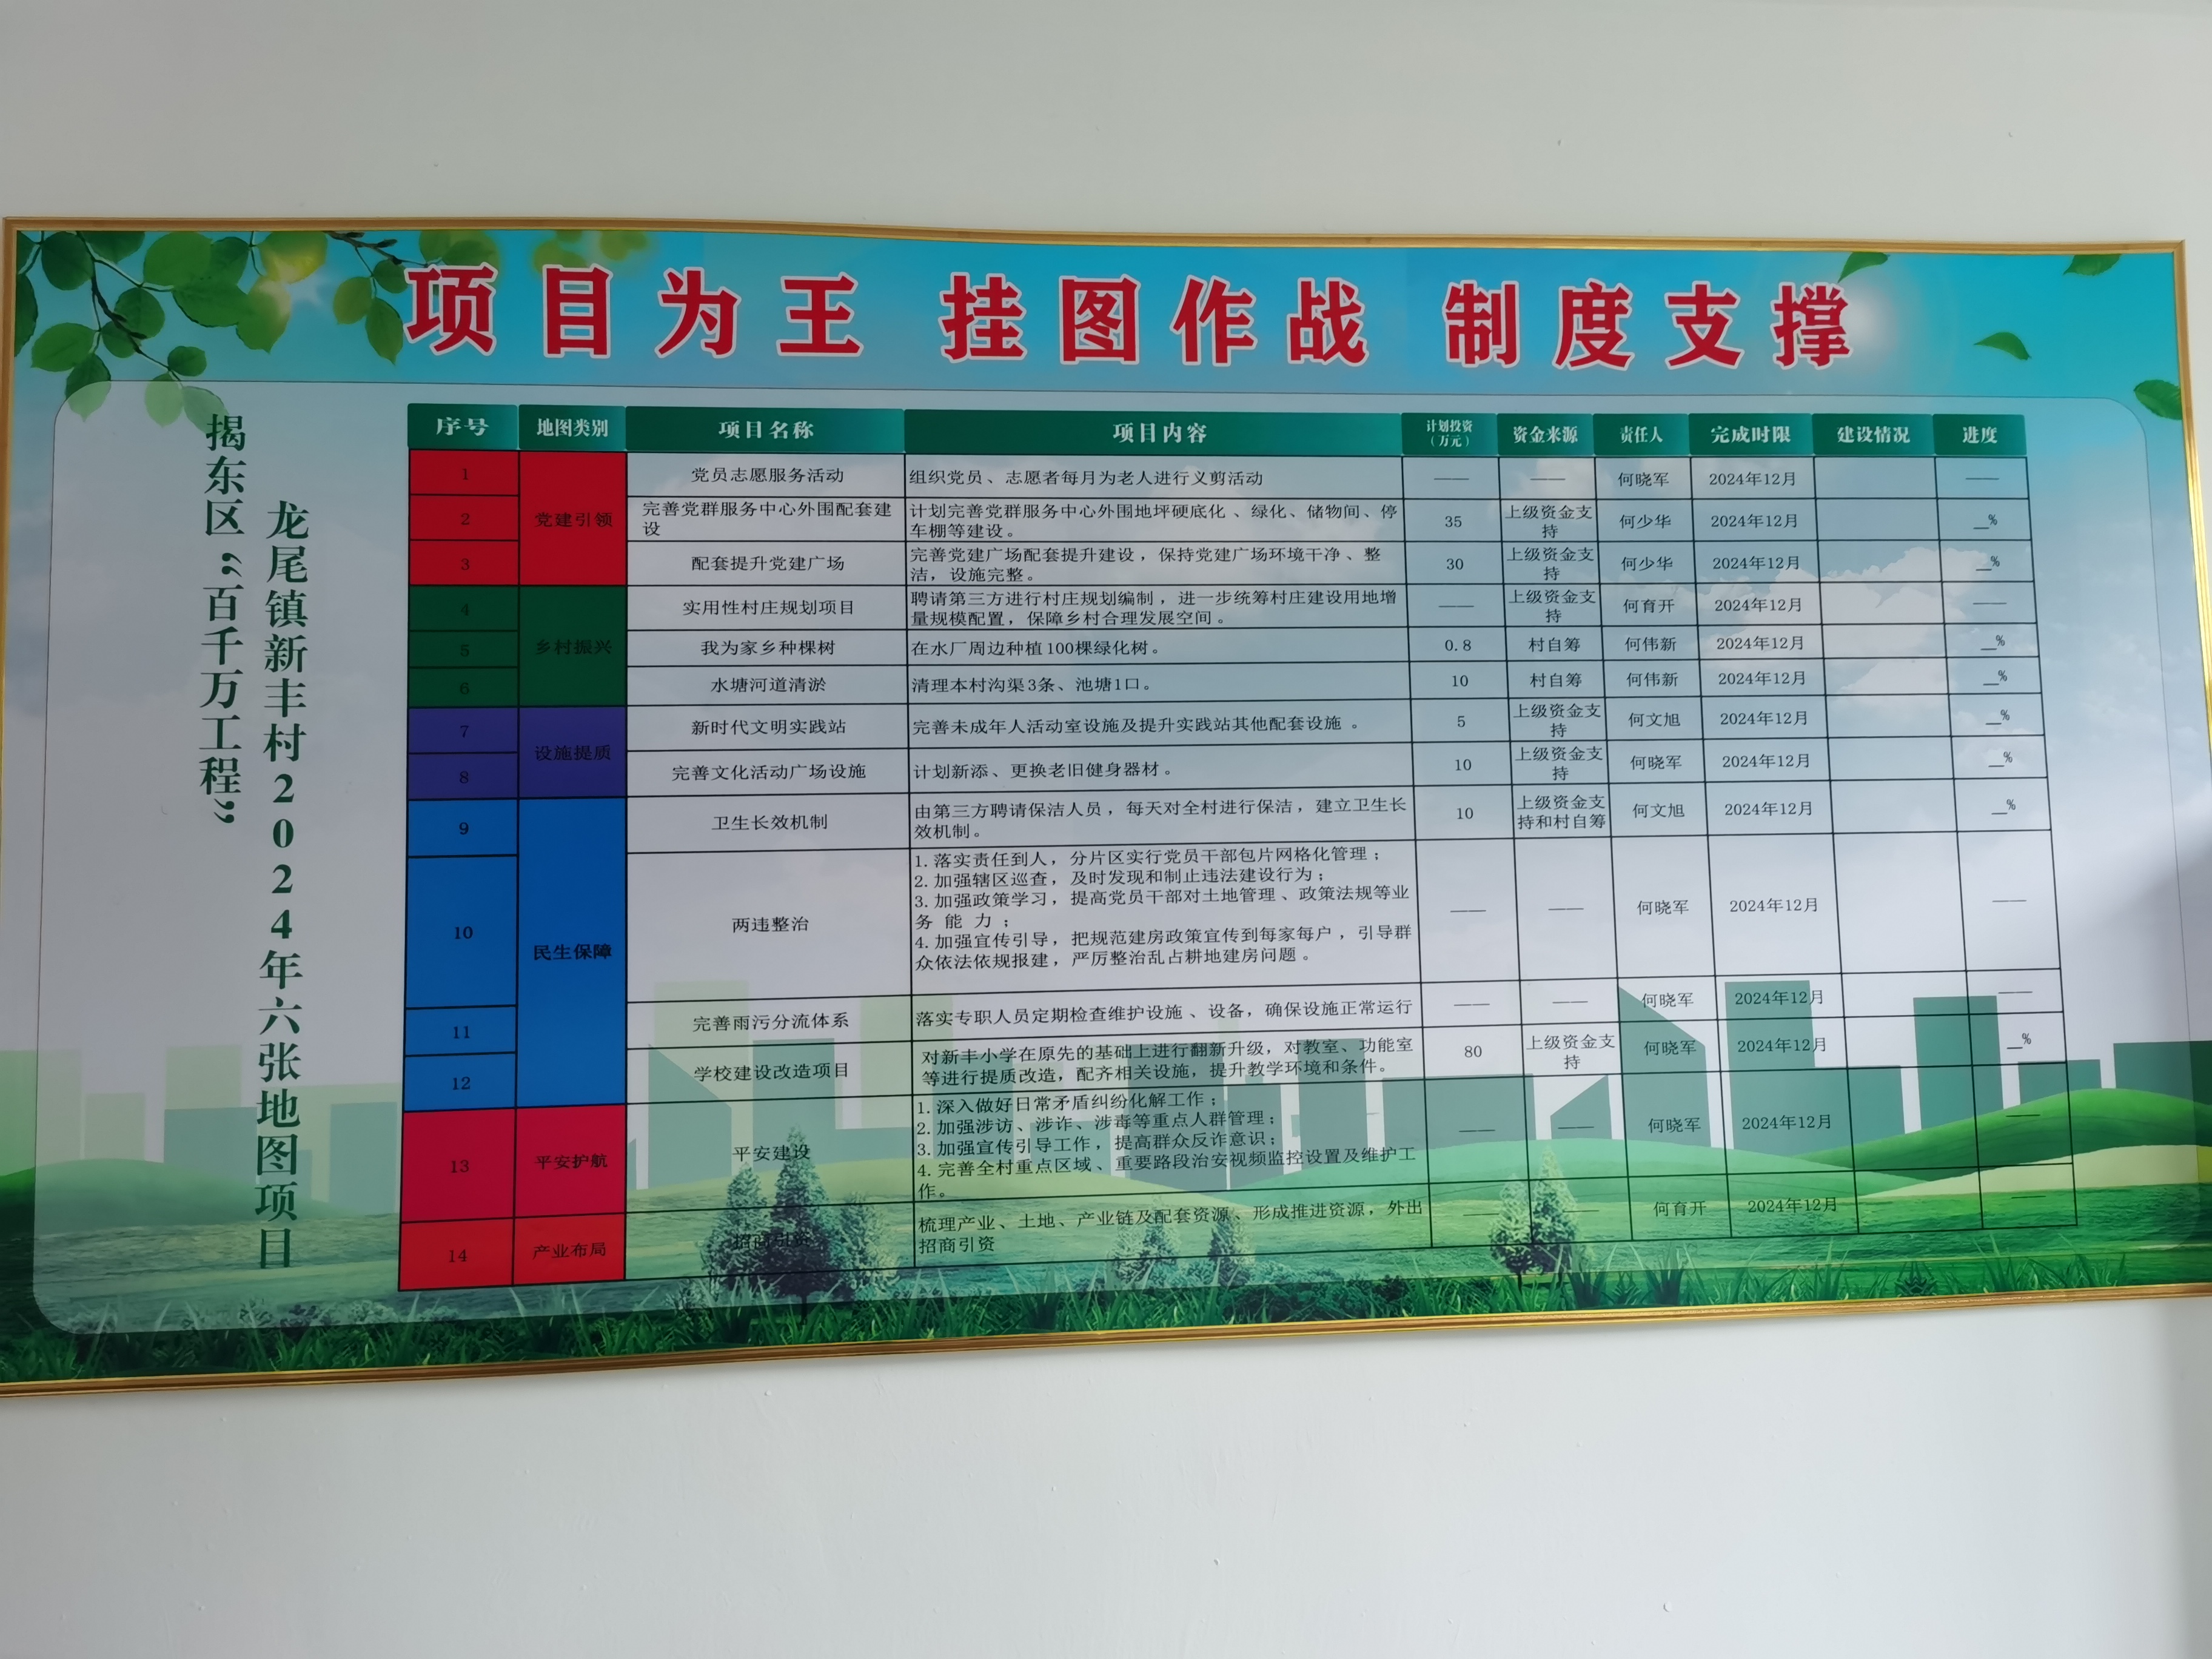 项目为王 挂图作战 制度支撑
揭东区“百千万工程”
龙尾镇新丰村2024年六张地图项目
序号 地图类别 项目名称 项目内容 计划投资（万元） 资金来源 责任人 完成时限 建设情况 进度
1 党建引领 党员志愿服务活动 组织党员、志愿者每月为老人进行义剪活动 —— —— 何晓军 2024年12月 ——
2 完善党群服务中心外围配套建设 计划完善党群服务中心外围地坪硬底化、绿化、储物间、停车棚等建设。 35 上级资金支持 何少华 2024年12月 __%
3 配套提升党建广场 完善党建广场配套提升建设，保持党建广场环境干净、整洁，设施完整。 30 上级资金支持 何少华 2024年12月 __%
4 乡村振兴 实用性村庄规划项目 聘请第三方进行村庄规划编制，进一步统筹村庄建设用地增量规模配置，保障乡村合理发展空间。 —— 上级资金支持 何育开 2024年12月 ——
5 我为家乡种棵树 在水厂周边种植100棵绿化树。 0.8 村自筹 何伟新 2024年12月 __%
6 水塘河道清淤 清理本村沟渠3条、池塘1口。 10 村自筹 何伟新 2024年12月 __%
7 设施提质 新时代文明实践站 完善未成年人活动室设施及提升实践站其他配套设施。 5 上级资金支持 何文旭 2024年12月 __%
8 完善文化活动广场设施 计划新添、更换老旧健身器材。 10 上级资金支持 何晓军 2024年12月 __%
9 民生保障 卫生长效机制 由第三方聘请保洁人员，每天对全村进行保洁，建立卫生长效机制。 10 上级资金支持和村自筹 何文旭 2024年12月 __%
10 两违整治 1.落实责任到人，分片区实行党员干部包片网格化管理；
2.加强辖区巡查，及时发现和制止违法建设行为；
3.加强政策学习，提高党员干部对土地管理、政策法规等业务能力；
4.加强宣传引导，把规范建房政策宣传到每家每户，引导群众依法依规报建，严厉整治乱占耕地建房问题。 —— —— 何晓军 2024年12月 ——
11 完善雨污分流体系 落实专职人员定期检查维护设施、设备，确保设施正常运行 —— —— 何晓军 2024年12月 ——
12 学校建设改造项目 对新丰小学在原先的基础上进行翻新升级，对教室、功能室等进行提质改造，配齐相关设施，提升教学环境和条件。 80 上级资金支持 何晓军 2024年12月 __%
13 平安护航 平安建设 1.深入做好日常矛盾纠纷化解工作；
2.加强涉访、涉诈、涉毒等重点人群管理；
3.加强宣传引导工作，提高群众反诈意识；
4.完善全村重点区域、重要路段治安视频监控设置及维护工作。 —— —— 何晓军 2024年12月 ——
14 产业布局 招商引资 梳理产业、土地、产业链及配套资源、形成推进资源，外出招商引资 —— —— 何育开 2024年12月 ——